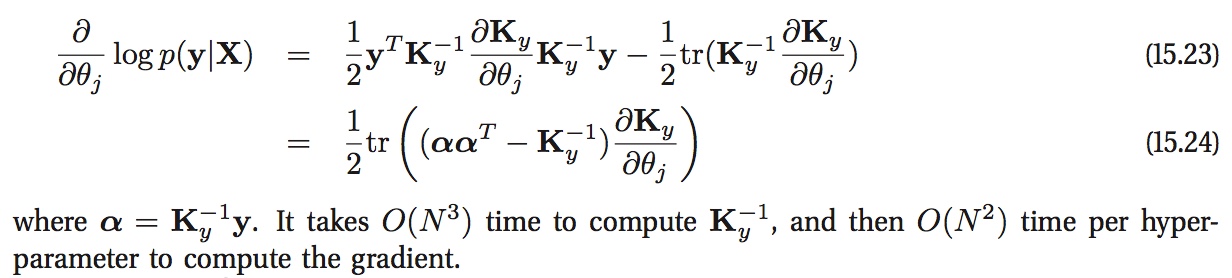 ∂/∂θ_j log p(y|X) = 1/2 y^T K_y^{-1} ∂K_y/∂θ_j K_y^{-1} y − 1/2 tr(K_y^{-1} ∂K_y/∂θ_j) (15.23)
= 1/2 tr ( (αα^T − K_y^{-1}) ∂K_y/∂θ_j ) (15.24)
where α = K_y^{-1} y. It takes O(N^3) time to compute K_y^{-1}, and then O(N^2) time per hyper-
parameter to compute the gradient.